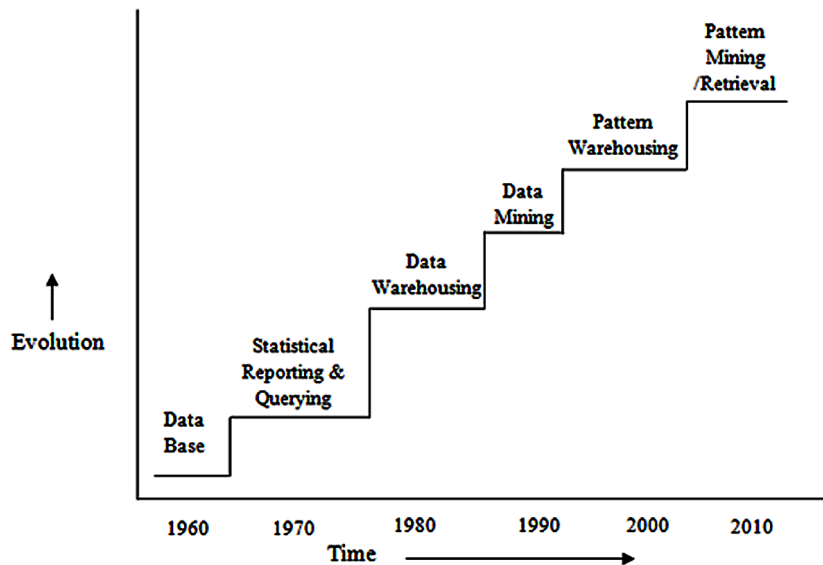 Pattern
Mining
/Retrieval
Pattern
Warehousing
Data
Mining
Data
Warehousing
Evolution
Statistical
Reporting &
Querying
Data
Base
1960 1970 1980 1990 2000 2010
Time